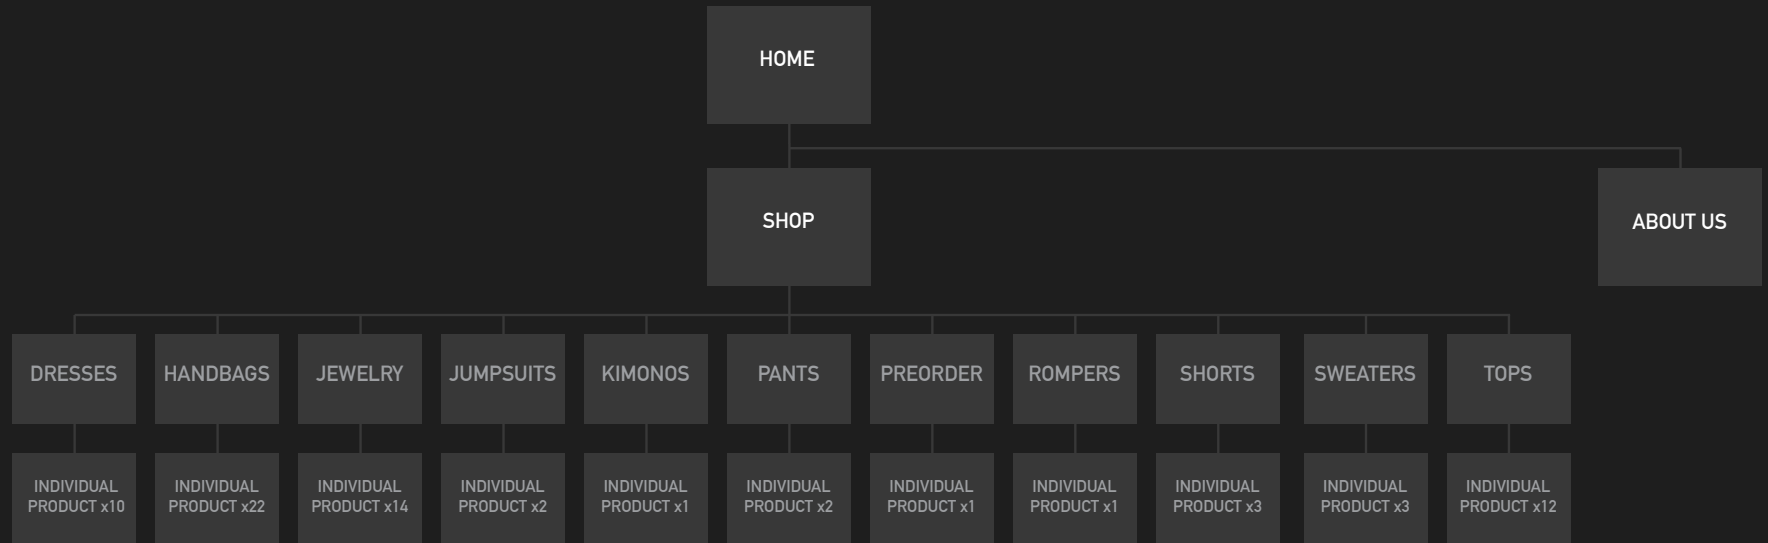 HOME
SHOP
ABOUT US
DRESSES
HANDBAGS
JEWELRY
JUMPSUITS
KIMONOS
PANTS
PREORDER
ROMPERS
SHORTS
SWEATERS
TOPS
INDIVIDUAL
PRODUCT x10
INDIVIDUAL
PRODUCT x22
INDIVIDUAL
PRODUCT x14
INDIVIDUAL
PRODUCT x2
INDIVIDUAL
PRODUCT x1
INDIVIDUAL
PRODUCT x2
INDIVIDUAL
PRODUCT x1
INDIVIDUAL
PRODUCT x1
INDIVIDUAL
PRODUCT x3
INDIVIDUAL
PRODUCT x3
INDIVIDUAL
PRODUCT x12